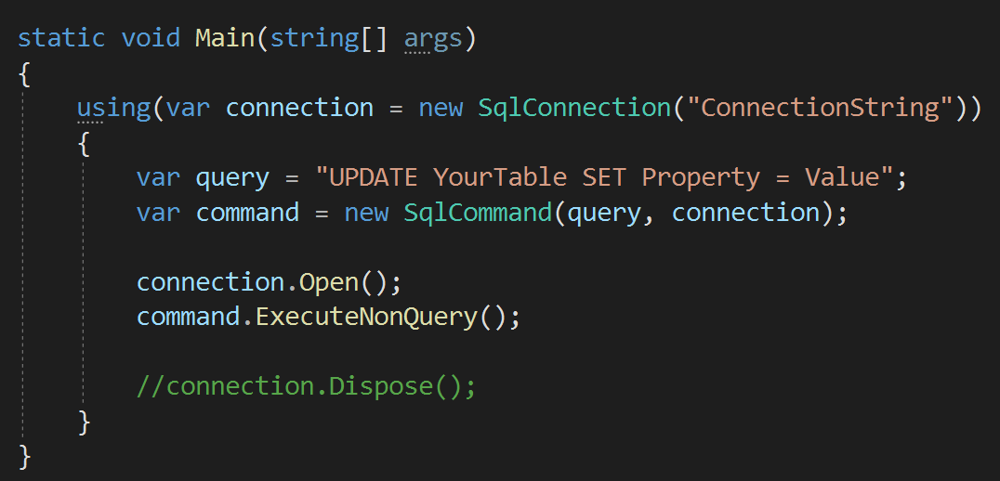 static void Main(string[] args)
{
using(var connection = new SqlConnection("ConnectionString"))
{
var query = "UPDATE YourTable SET Property = Value";
var command = new SqlCommand(query, connection);
connection.Open();
command.ExecuteNonQuery();
//connection.Dispose();
}
}